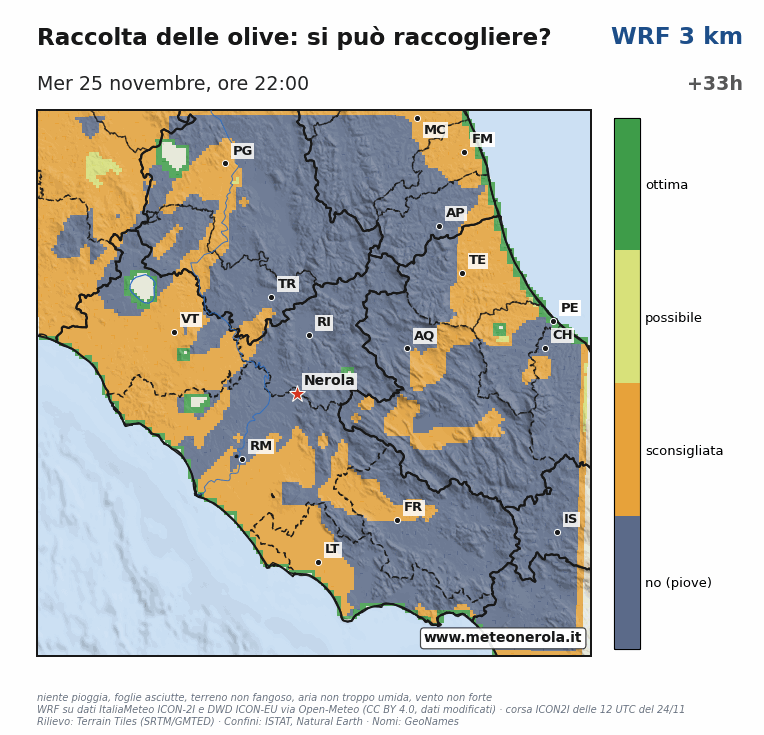 Raccolta delle olive: si può raccogliere?
WRF 3 km
Mer 25 novembre, ore 22:00
+33h
MC
FM
PG
AP
TE
TR
PE
VT
RI
AQ
CH
Nerola
RM
FR
IS
LT
www.meteonerola.it
ottima
possibile
sconsigliata
no (piove)
niente pioggia, foglie asciutte, terreno non fangoso, aria non troppo umida, vento non forte
WRF su dati ItaliaMeteo ICON-2I e DWD ICON-EU via Open-Meteo (CC BY 4.0, dati modificati) · corsa ICON2I delle 12 UTC del 24/11
Rilievo: Terrain Tiles (SRTM/GMTED) · Confini: ISTAT, Natural Earth · Nomi: GeoNames